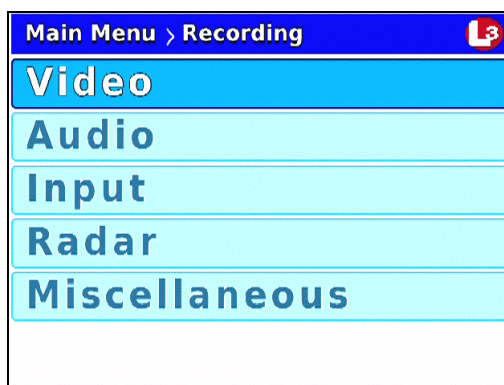 Main Menu > Recording L3
Video
Audio
Input
Radar
Miscellaneous